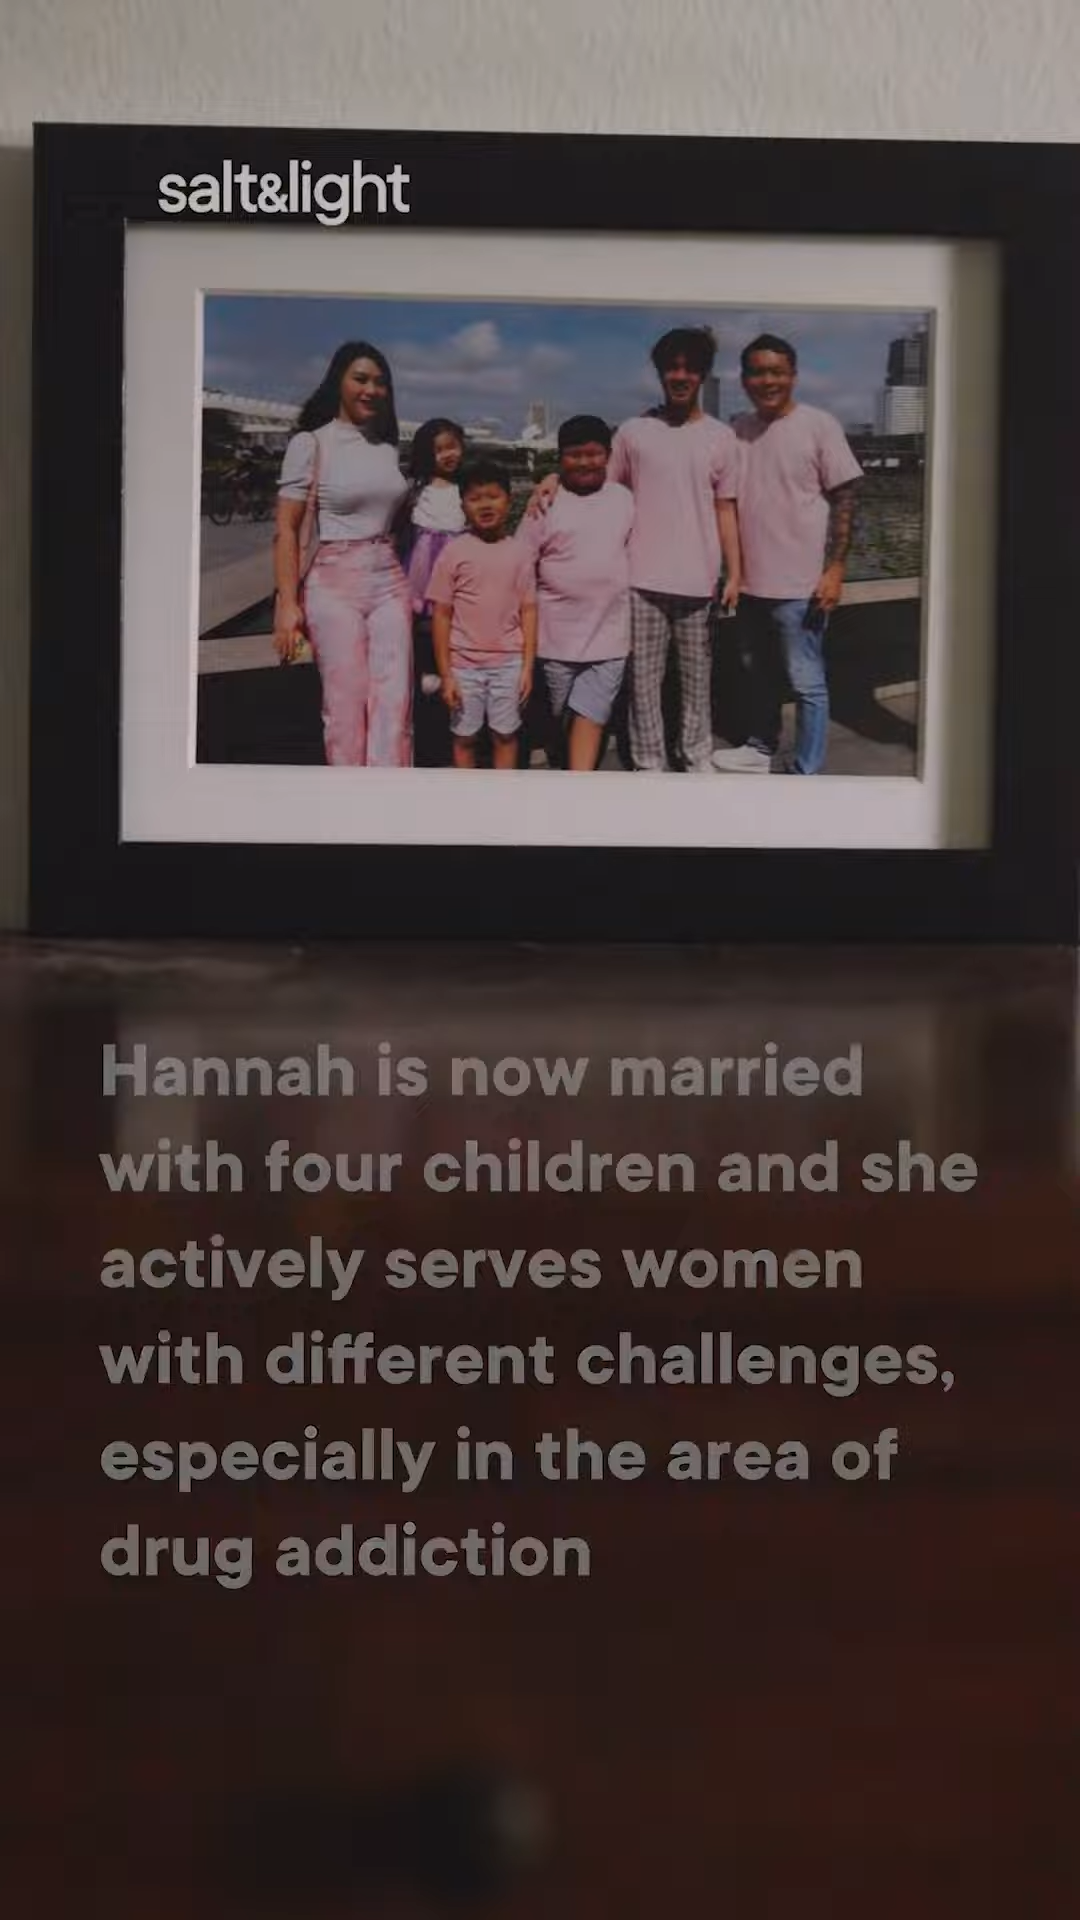 salt&light
Hannah is now married
with four children and she
actively serves women
with different challenges,
especially in the area of
drug addiction